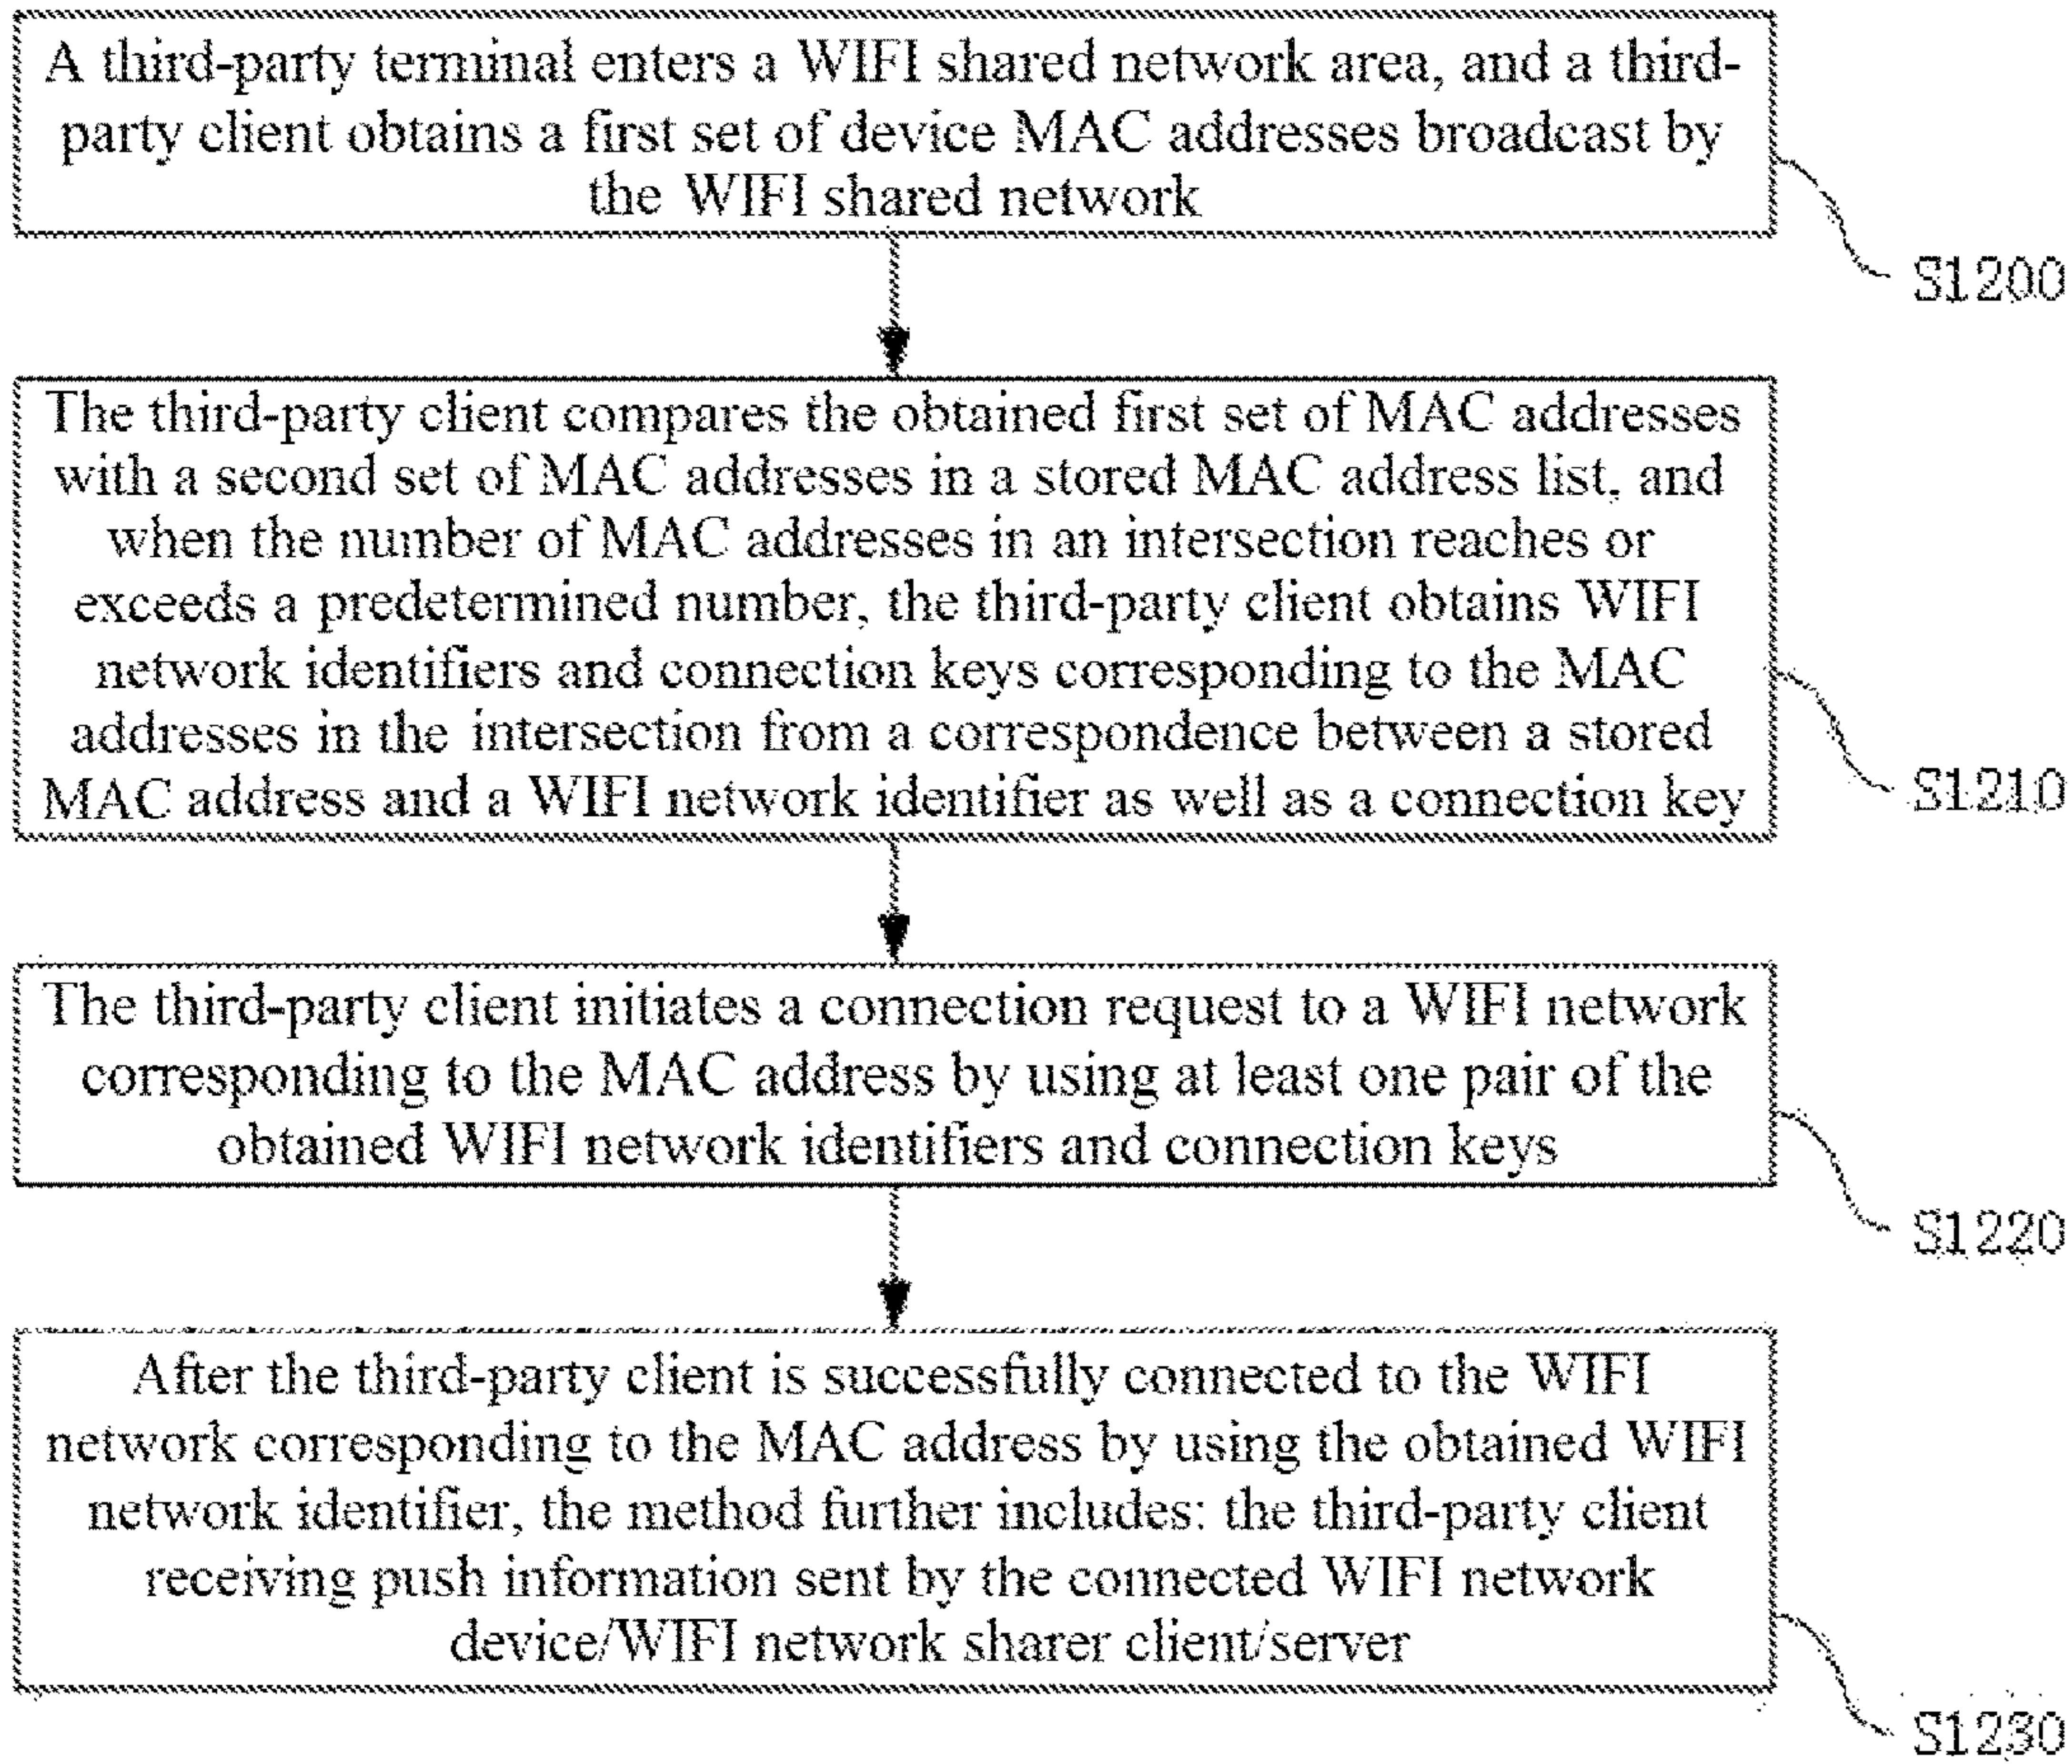 A third-party terminal enters a WIFI shared network area, and a third-
party client obtains a first set of device MAC addresses broadcast by
the WIFI shared network
S1200
The third-party client compares the obtained first set of MAC addresses
with a second set of MAC addresses in a stored MAC address list, and
when the number of MAC addresses in an intersection reaches or
exceeds a predetermined number, the third-party client obtains WIFI
network identifiers and connection keys corresponding to the MAC
addresses in the intersection from a correspondence between a stored
MAC address and a WIFI network identifier as well as a connection key
S1210
The third-party client initiates a connection request to a WIFI network
corresponding to the MAC address by using at least one pair of the
obtained WIFI network identifiers and connection keys
S1220
After the third-party client is successfully connected to the WIFI
network corresponding to the MAC address by using the obtained WIFI
network identifier, the method further includes: the third-party client
receiving push information sent by the connected WIFI network
device/WIFI network sharer client/server
S1230